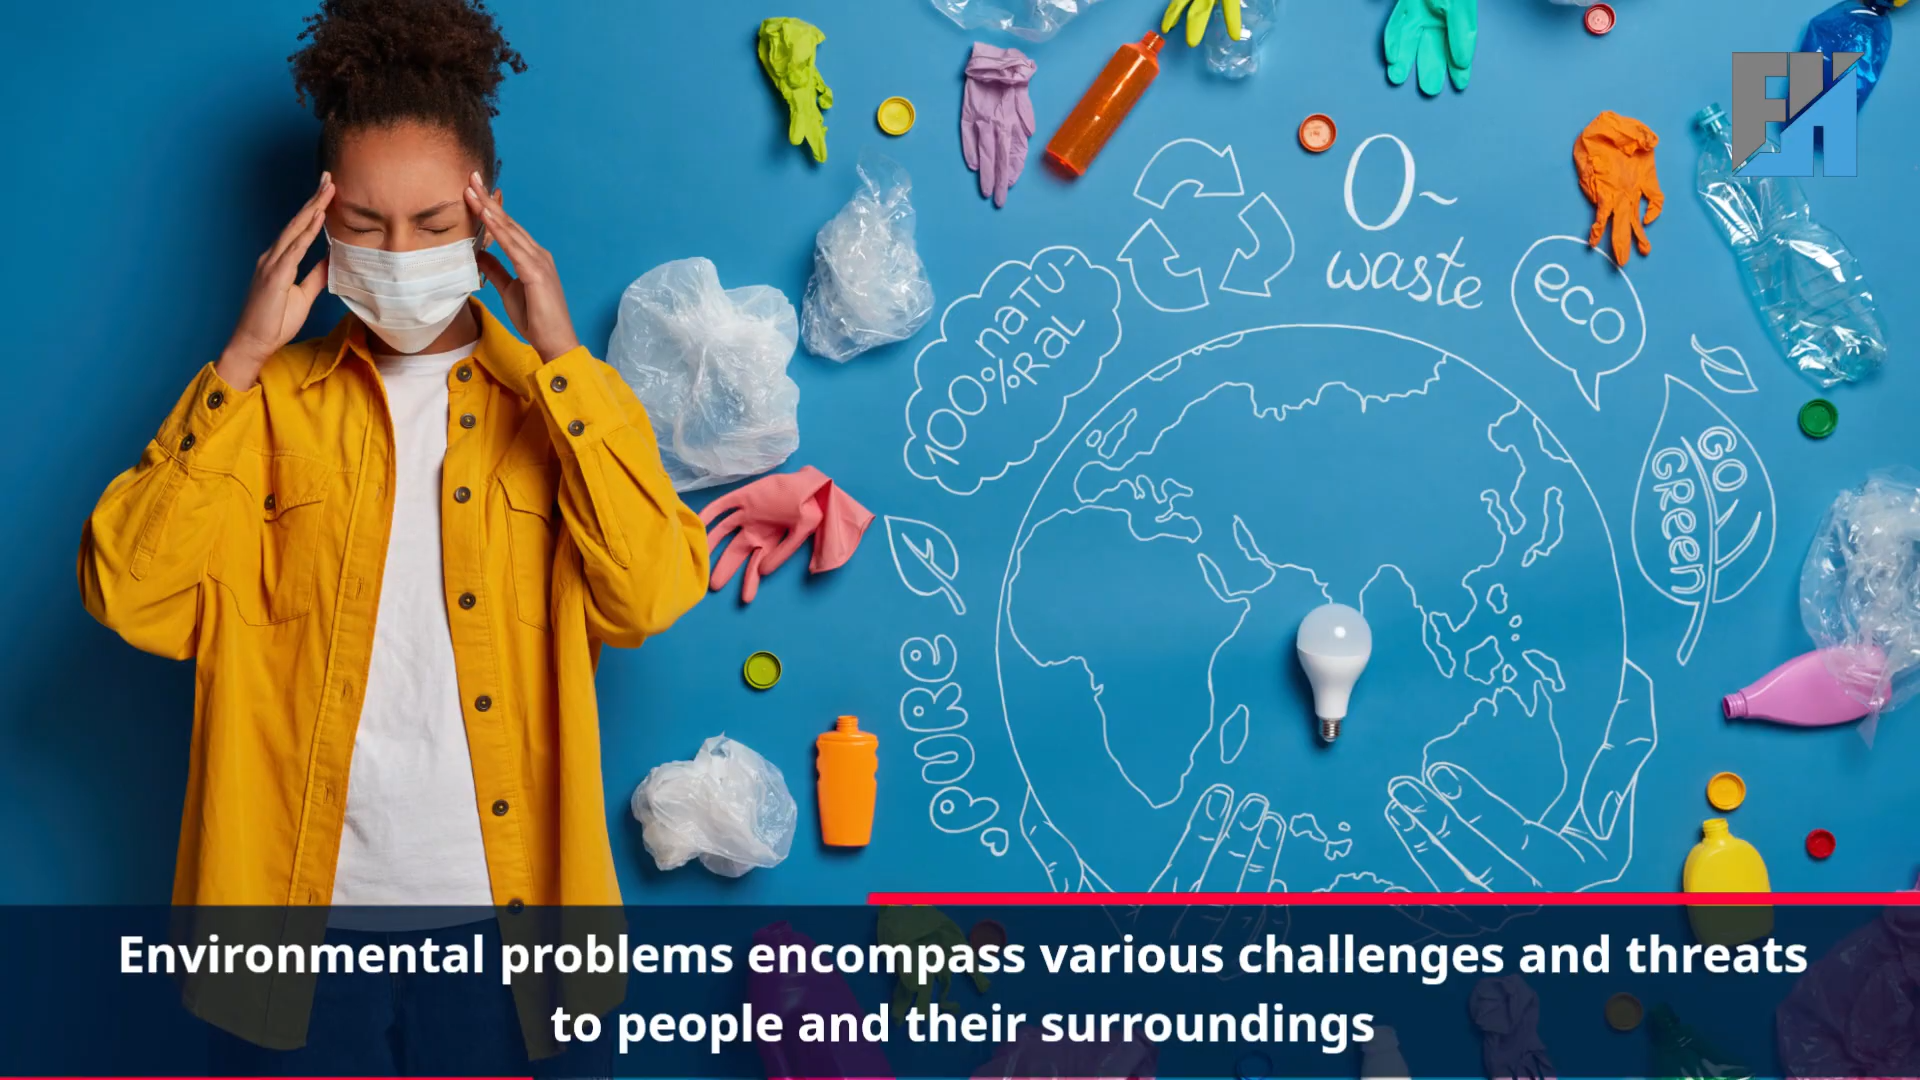 FH
0-
waste
eco
100% natu-
ral
GO
GReen
PURE
Environmental problems encompass various challenges and threats
to people and their surroundings